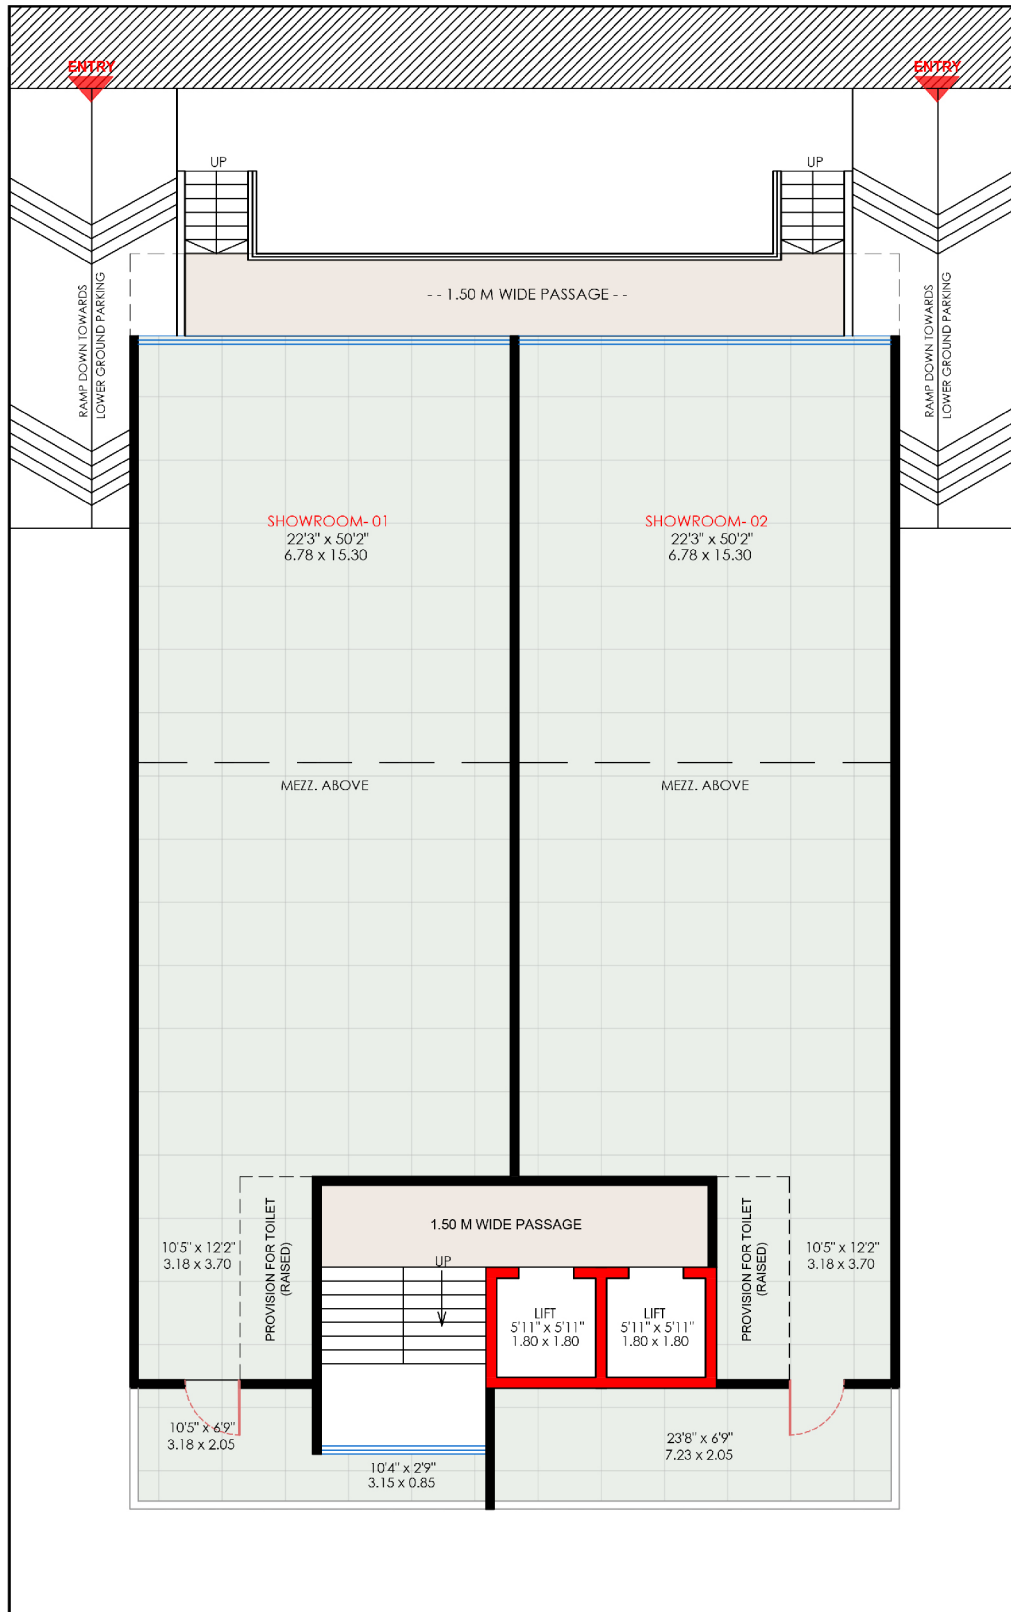 ENTRY
ENTRY
UP
UP
- - 1.50 M WIDE PASSAGE - -
RAMP DOWN TOWARDS
LOWER GROUND PARKING
RAMP DOWN TOWARDS
LOWER GROUND PARKING
SHOWROOM- 01
22'3" x 50'2"
6.78 x 15.30
SHOWROOM- 02
22'3" x 50'2"
6.78 x 15.30
MEZZ. ABOVE
MEZZ. ABOVE
1.50 M WIDE PASSAGE
10'5" x 12'2"
3.18 x 3.70
PROVISION FOR TOILET
(RAISED)
UP
LIFT
5'11" x 5'11"
1.80 x 1.80
LIFT
5'11" x 5'11"
1.80 x 1.80
PROVISION FOR TOILET
(RAISED)
10'5" x 12'2"
3.18 x 3.70
10'5" x 6'9"
3.18 x 2.05
10'4" x 2'9"
3.15 x 0.85
23'8" x 6'9"
7.23 x 2.05